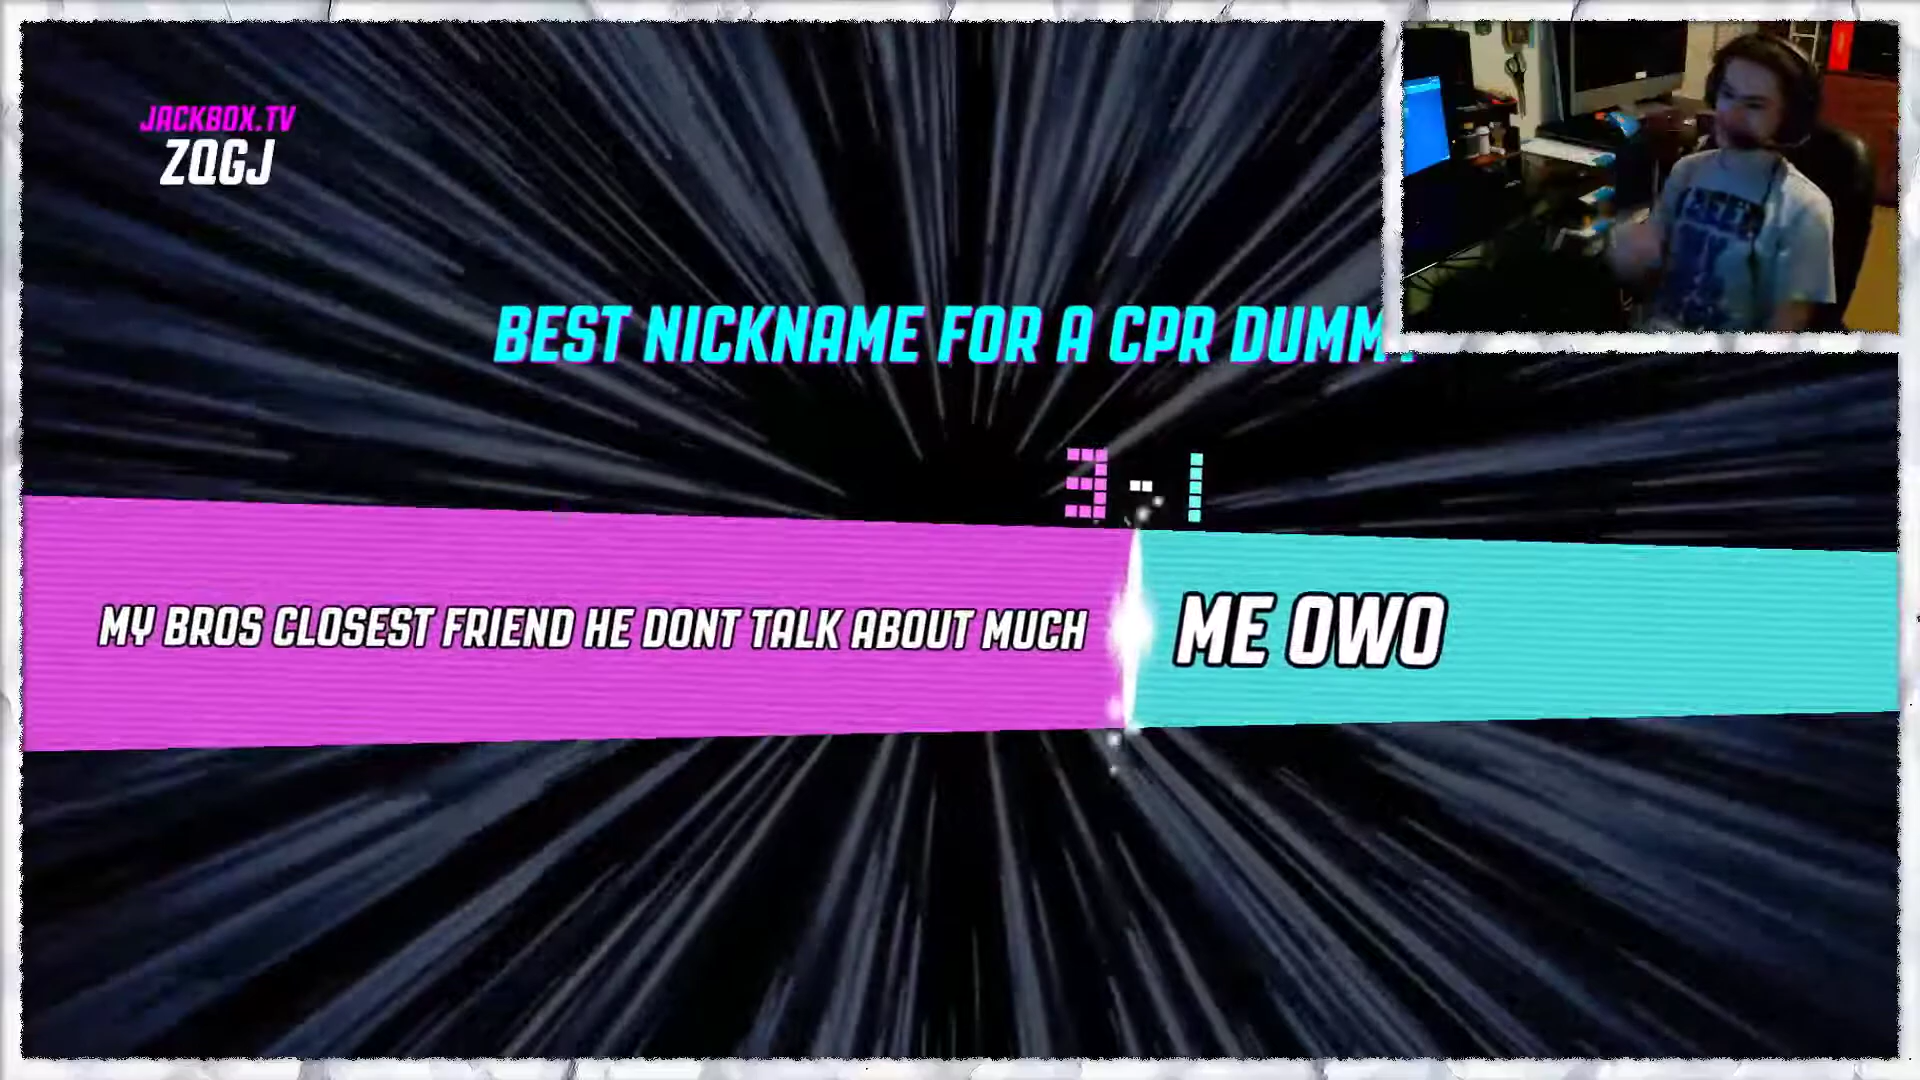 JACKBOX.TV
ZQGJ
BEST NICKNAME FOR A CPR DUMMY
3 - 1
MY BROS CLOSEST FRIEND HE DONT TALK ABOUT MUCH
ME OWO